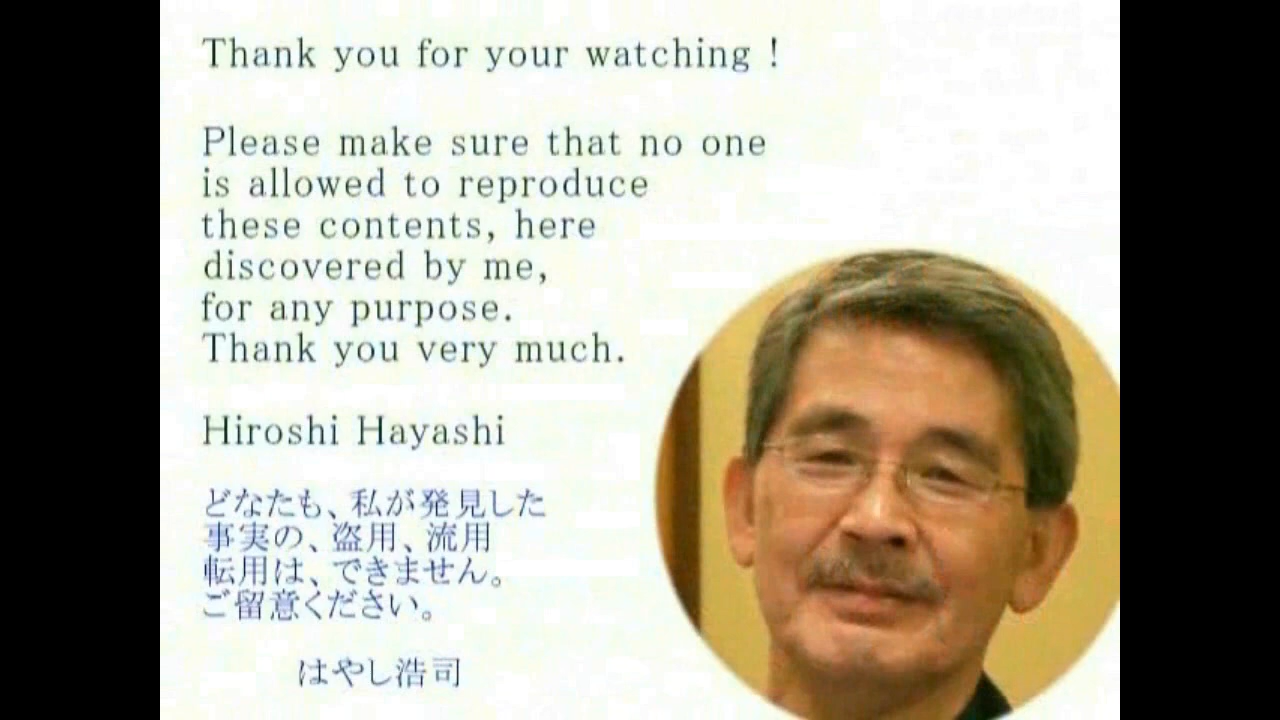 Thank you for your watching !
Please make sure that no one
is allowed to reproduce
these contents, here
discovered by me,
for any purpose.
Thank you very much.
Hiroshi Hayashi
どなたも、私が発見した
事実の、盗用、流用
転用は、できません。
ご留意ください。
はやし浩司